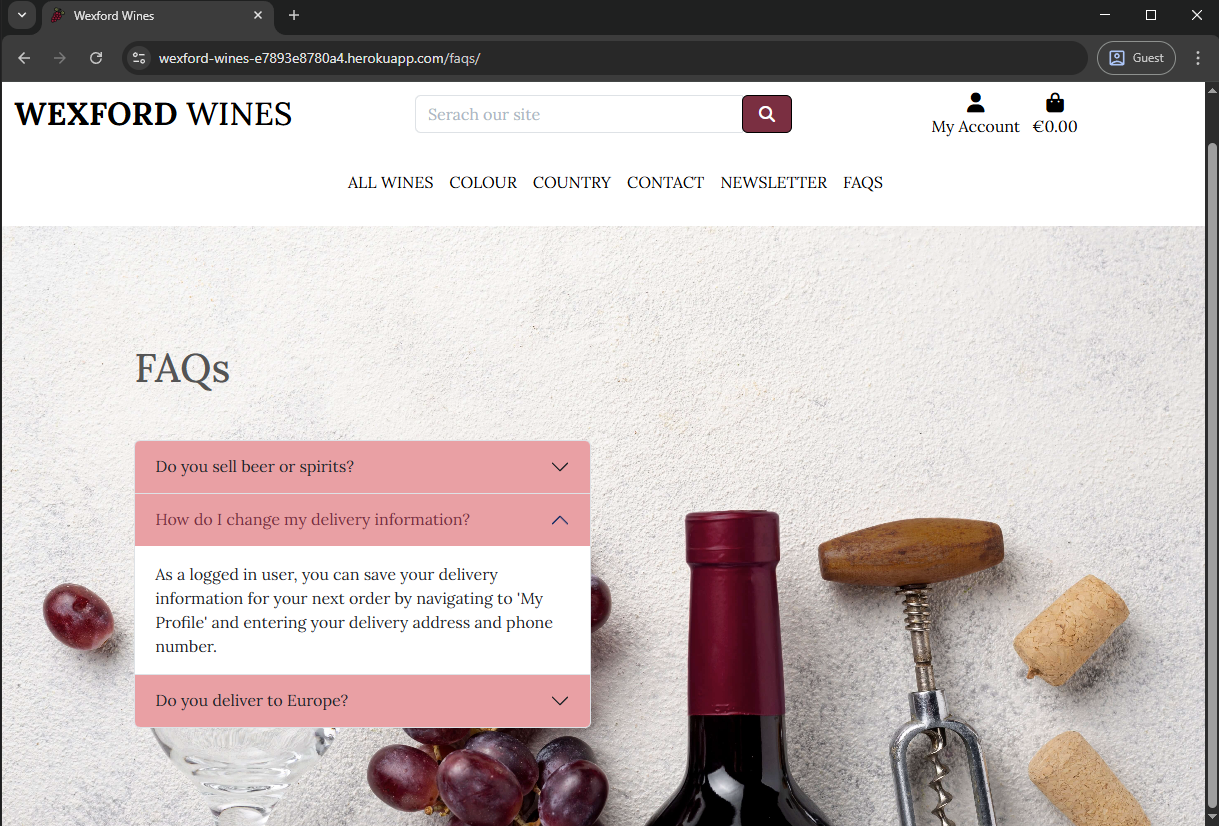 Wexford Wines
wexford-wines-e7893e8780a4.herokuapp.com/faqs/
Guest
WEXFORD WINES
Serach our site
My Account
€0.00
ALL WINES COLOUR COUNTRY CONTACT NEWSLETTER FAQS
FAQs
Do you sell beer or spirits?
How do I change my delivery information?
As a logged in user, you can save your delivery
information for your next order by navigating to 'My
Profile' and entering your delivery address and phone
number.
Do you deliver to Europe?